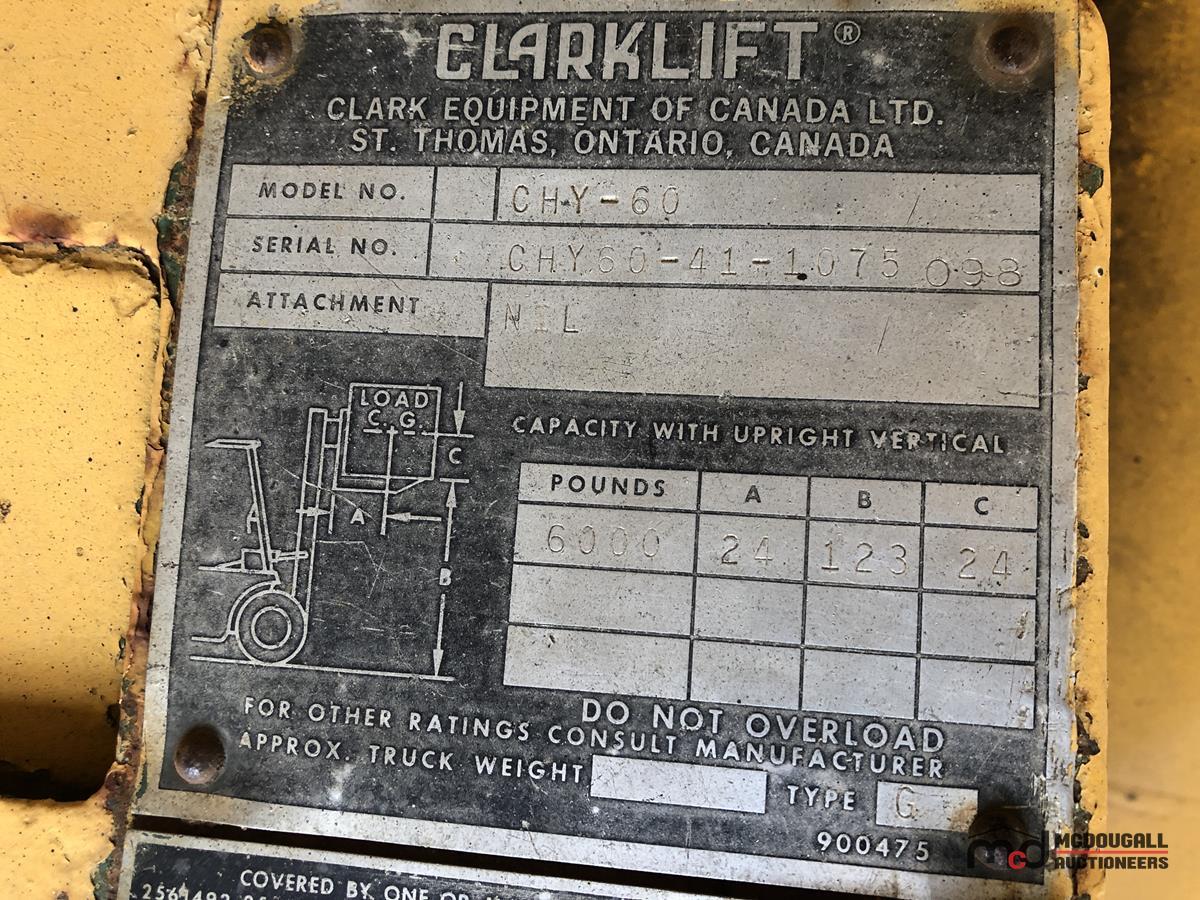 CLARKLIFT®
CLARK EQUIPMENT OF CANADA LTD.
ST. THOMAS, ONTARIO, CANADA
MODEL NO. CHY-60
SERIAL NO. CHY60-41-1075 098
ATTACHMENT NIL
LOAD
C. G.
C
A
B
CAPACITY WITH UPRIGHT VERTICAL
POUNDS A B C
6000 24 123 24
DO NOT OVERLOAD
FOR OTHER RATINGS CONSULT MANUFACTURER
APPROX. TRUCK WEIGHT TYPE G
900475
MCDOUGALL
AUCTIONEERS
COVERED BY ONE OR